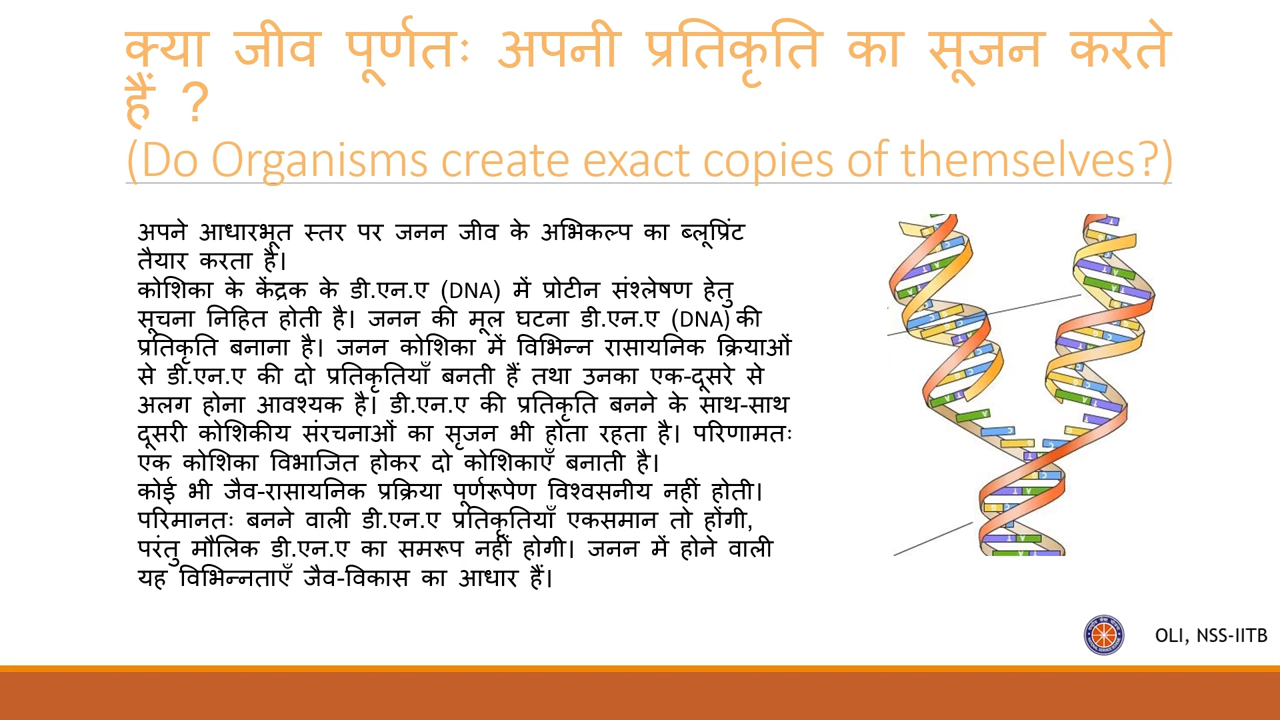 क्या जीव पूर्णतः अपनी प्रतिकृति का सृजन करते
हैं ?
(Do Organisms create exact copies of themselves?)
अपने आधारभूत स्तर पर जनन जीव के अभिकल्प का ब्लूप्रिंट
तैयार करता है।
कोशिका के केंद्रक के डी.एन.ए (DNA) में प्रोटीन संश्लेषण हेतु
सूचना निहित होती है। जनन की मूल घटना डी.एन.ए (DNA) की
प्रतिकृति बनाना है। जनन कोशिका में विभिन्न रासायनिक क्रियाओं
से डी.एन.ए की दो प्रतिकृतियाँ बनती हैं तथा उनका एक-दूसरे से
अलग होना आवश्यक है। डी.एन.ए की प्रतिकृति बनने के साथ-साथ
दूसरी कोशिकीय संरचनाओं का सृजन भी होता रहता है। परिणामतः
एक कोशिका विभाजित होकर दो कोशिकाएँ बनाती है।
कोई भी जैव-रासायनिक प्रक्रिया पूर्णरूपेण विश्वसनीय नहीं होती।
परिमानतः बनने वाली डी.एन.ए प्रतिकृतियाँ एकसमान तो होंगी,
परंतु मौलिक डी.एन.ए का समरूप नहीं होगी। जनन में होने वाली
यह विभिन्नताएँ जैव-विकास का आधार हैं।
OLI, NSS-IITB